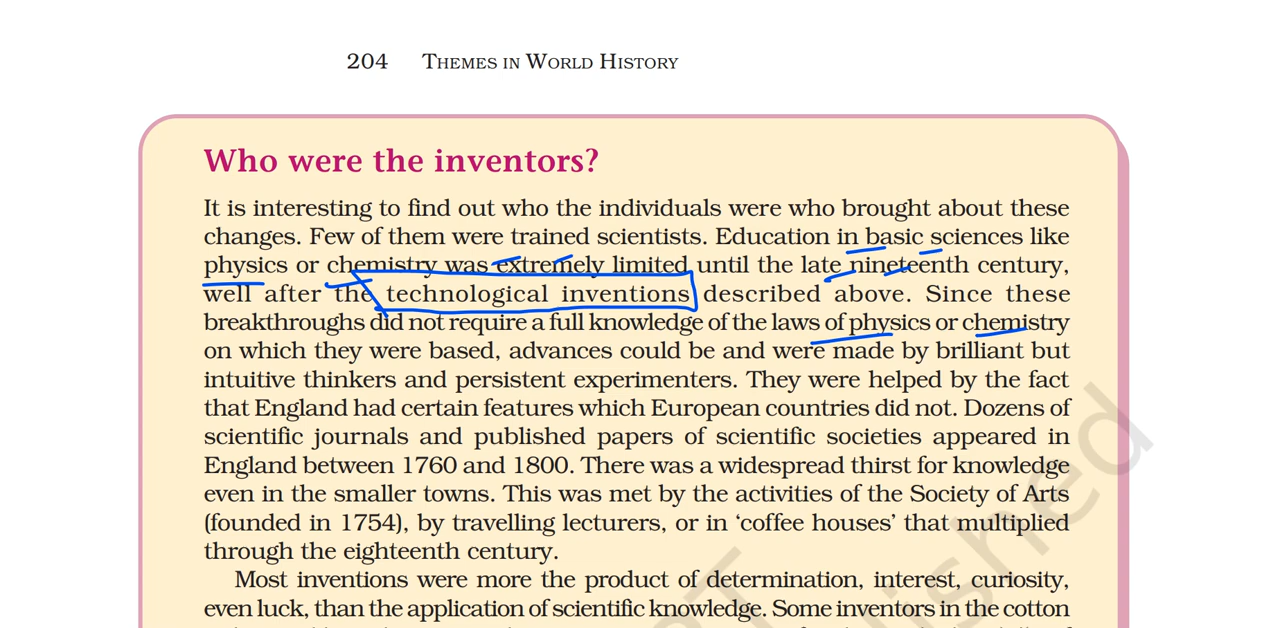 204 THEMES IN WORLD HISTORY
Who were the inventors?
It is interesting to find out who the individuals were who brought about these
changes. Few of them were trained scientists. Education in basic sciences like
physics or chemistry was extremely limited until the late nineteenth century,
well after the technological inventions described above. Since these
breakthroughs did not require a full knowledge of the laws of physics or chemistry
on which they were based, advances could be and were made by brilliant but
intuitive thinkers and persistent experimenters. They were helped by the fact
that England had certain features which European countries did not. Dozens of
scientific journals and published papers of scientific societies appeared in
England between 1760 and 1800. There was a widespread thirst for knowledge
even in the smaller towns. This was met by the activities of the Society of Arts
(founded in 1754), by travelling lecturers, or in ‘coffee houses’ that multiplied
through the eighteenth century.
Most inventions were more the product of determination, interest, curiosity,
even luck, than the application of scientific knowledge. Some inventors in the cotton